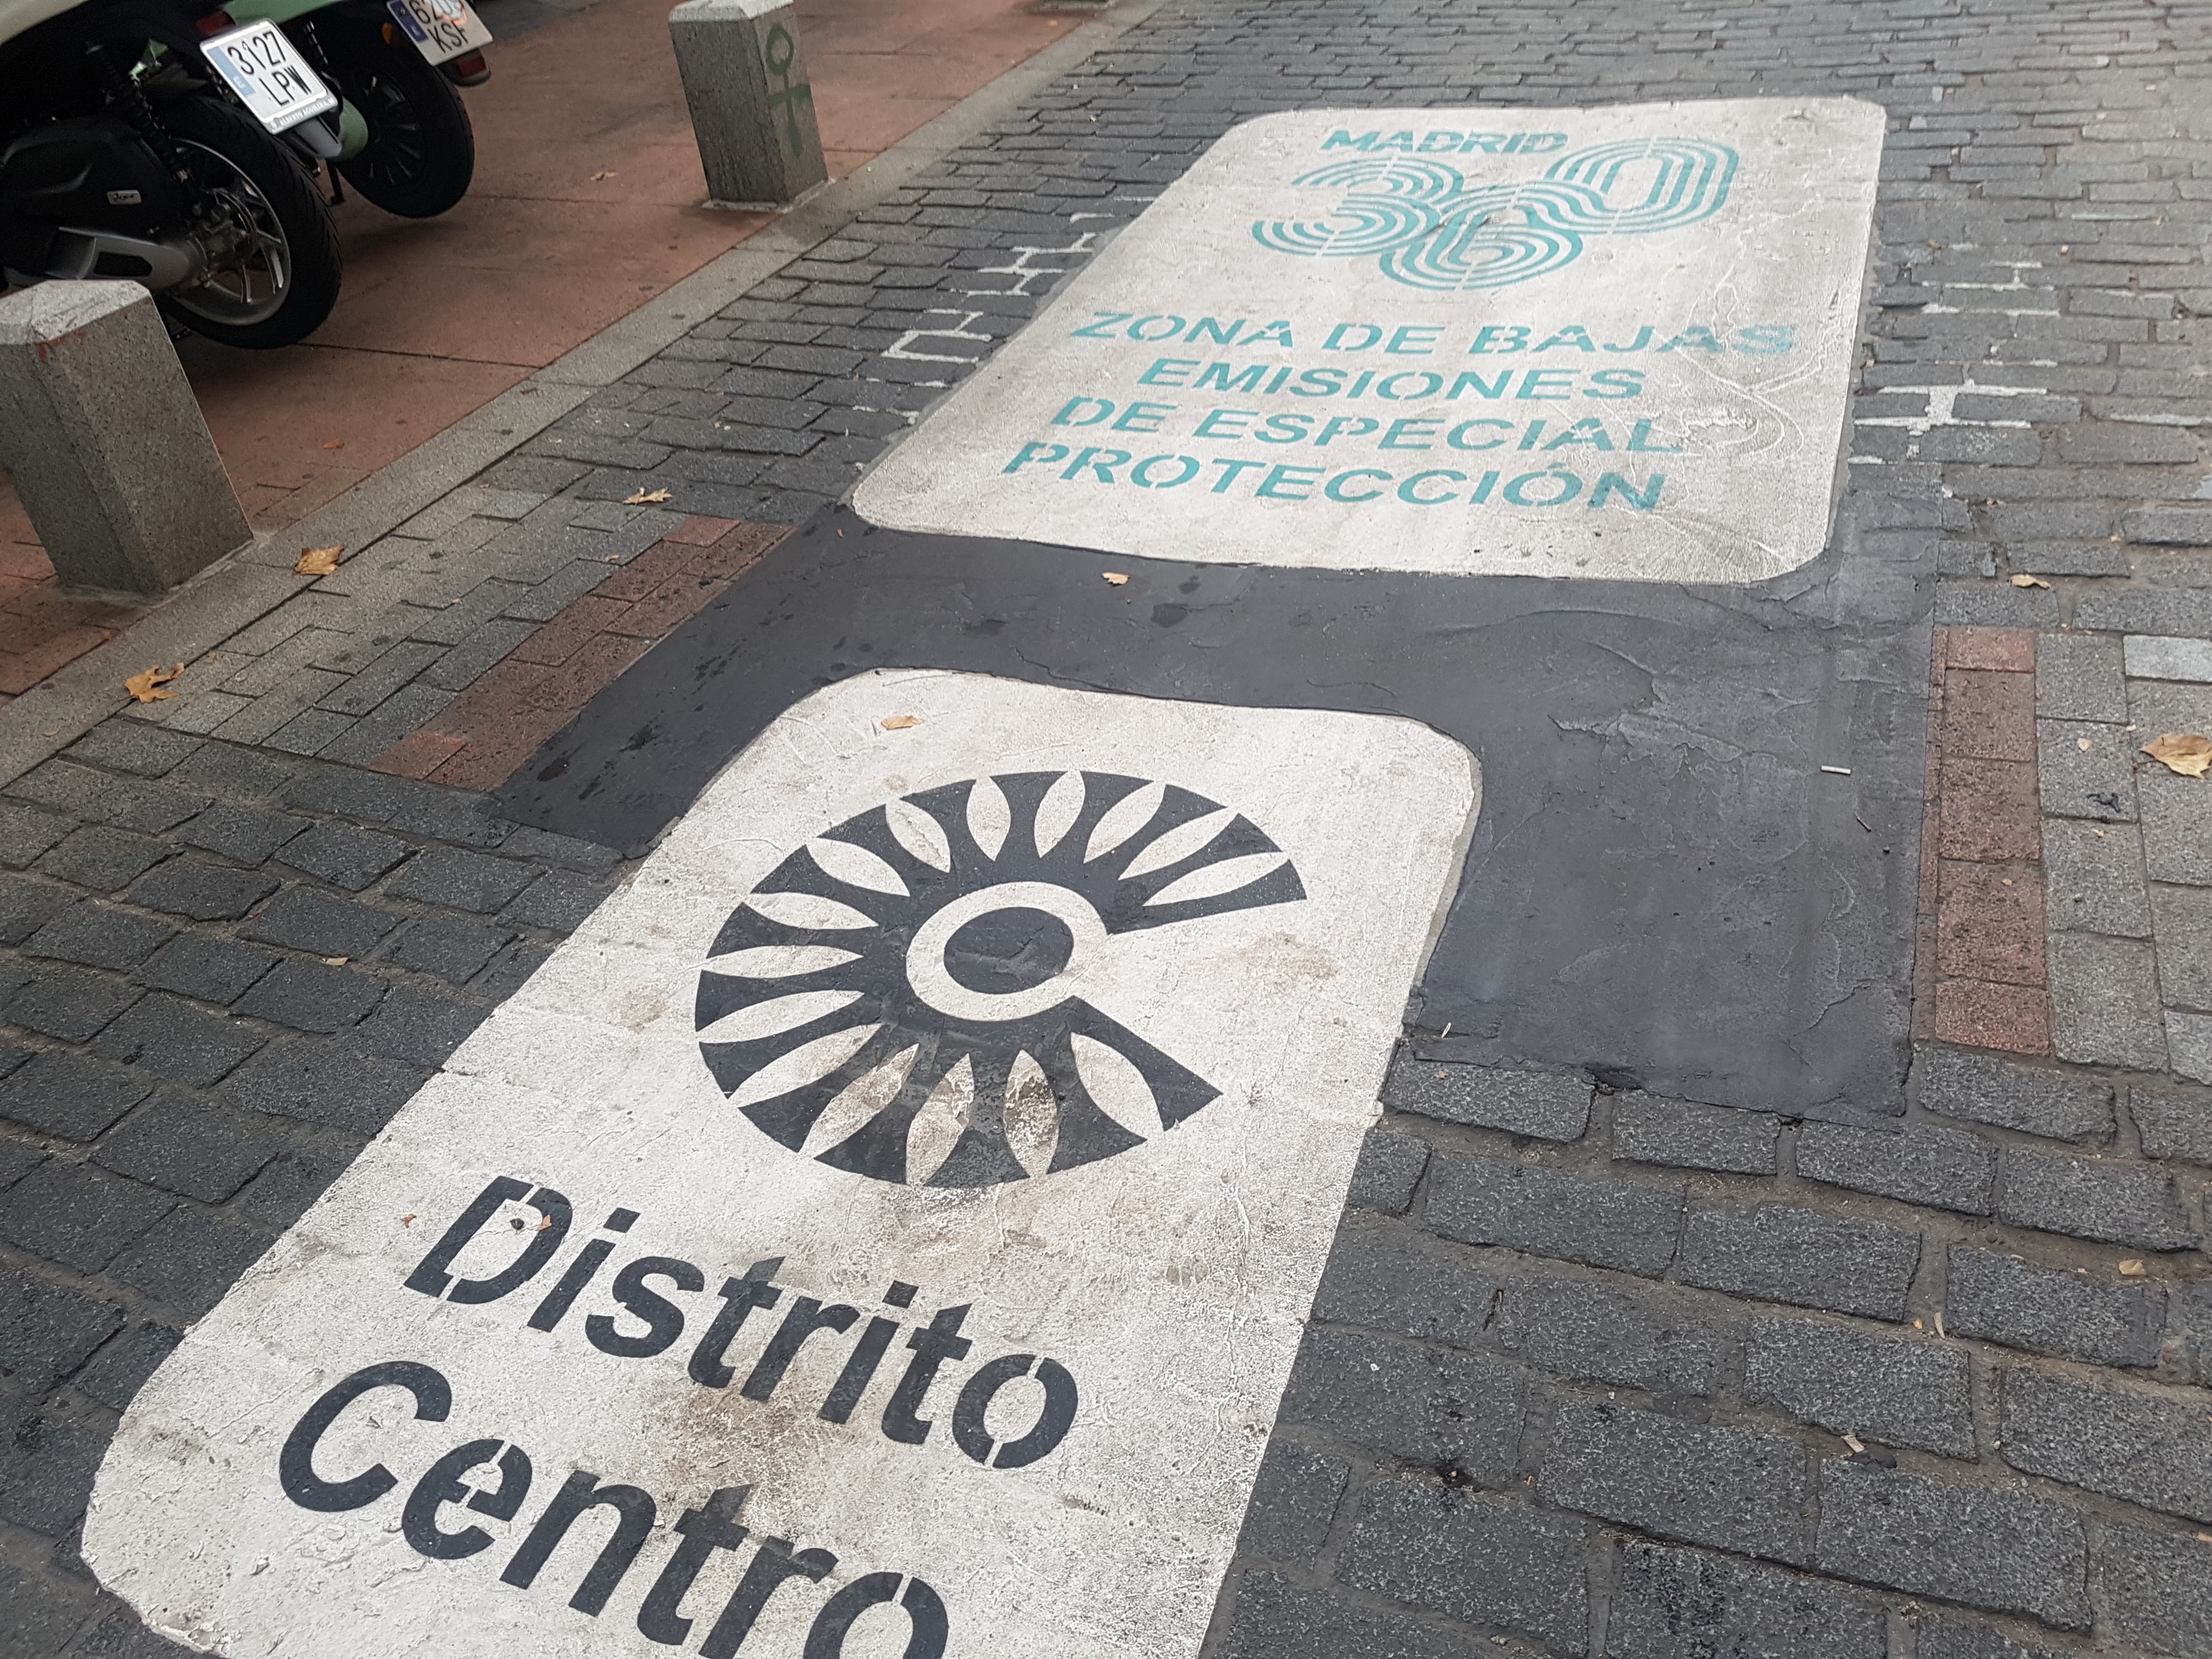 3127
LPW
KSF
MADRID
360
ZONA DE BAJAS
EMISIONES
DE ESPECIAL
PROTECCIÓN
Distrito
Centro